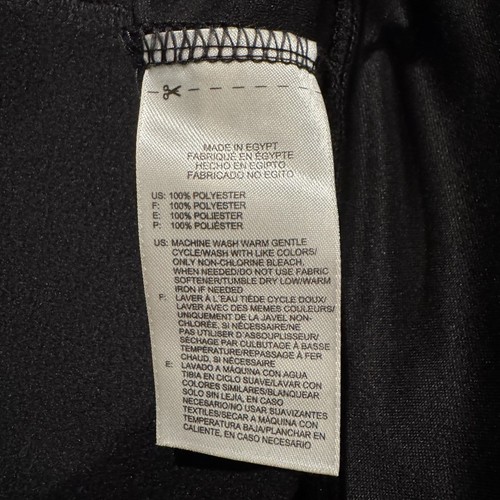 MADE IN EGYPT
FABRIQUÉ EN ÉGYPTE
HECHO EN EGIPTO
FABRICADO NO EGITO
US: 100% POLYESTER
F: 100% POLYESTER
E: 100% POLIESTER
P: 100% POLIÉSTER
US: MACHINE WASH WARM GENTLE
CYCLE/WASH WITH LIKE COLORS/
ONLY NON-CHLORINE BLEACH,
WHEN NEEDED/DO NOT USE FABRIC
SOFTENER/TUMBLE DRY LOW/WARM
IRON IF NEEDED
F: LAVER À L'EAU TIÈDE CYCLE DOUX/
LAVER AVEC DES MEMES COULEURS/
UNIQUEMENT DE LA JAVEL NON-
CHLORÉE, SI NÉCESSAIRE/NE
PAS UTILISER D'ASSOUPLISSEUR/
SÉCHAGE PAR CULBUTAGE À BASSE
TEMPÉRATURE/REPASSAGE À FER
CHAUD, SI NÉCESSAIRE
E: LAVADO A MÁQUINA CON AGUA
TIBIA EN CICLO SUAVE/LAVAR CON
COLORES SIMILARES/BLANQUEAR
SÓLO SIN LEJÍA, EN CASO
NECESARIO/NO USAR SUAVIZANTES
TEXTILES/SECAR A MÁQUINA CON
TEMPERATURA BAJA/PLANCHAR EN
CALIENTE, EN CASO NECESARIO